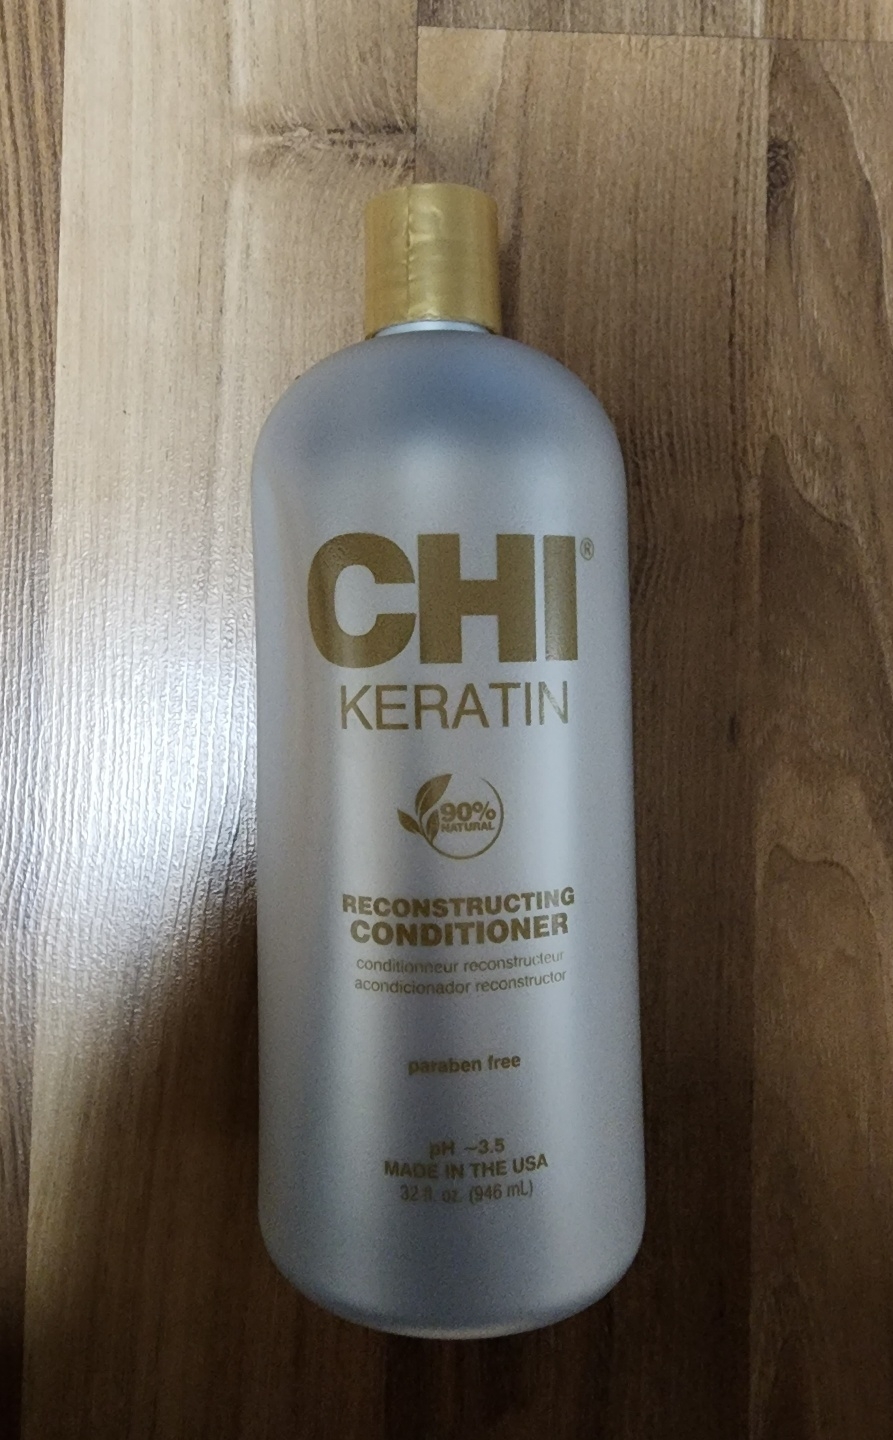 CHI®
KERATIN
90%
NATURAL
RECONSTRUCTING
CONDITIONER
conditionneur reconstructeur
acondicionador reconstructor
paraben free
pH ~3.5
MADE IN THE USA
32 fl. oz. (946 mL)